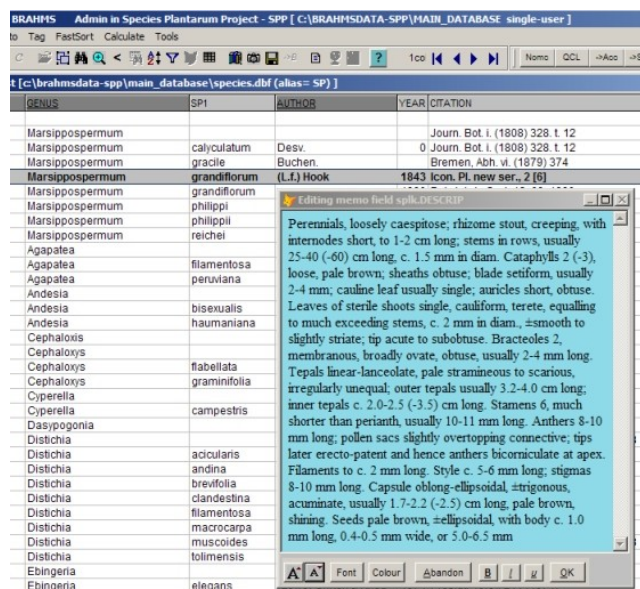 BRAHMS Admin in Species Plantarum Project - SPP [ C:\BRAHMSDATA-SPP\MAIN_DATABASE single-user ]
to Tag FastSort Calculate Tools
1co Nomo QCL ->Acc ->S
t [c:\brahmsdata-spp\main_database\species.dbf (alias= SP) ]
GENUS SP1 AUTHOR YEAR CITATION
Marsippospermum Journ. Bot. i. (1808) 328. t. 12
Marsippospermum calyculatum Desv. 0 Journ. Bot. i. (1808) 328. t. 12
Marsippospermum gracile Buchen. Bremen, Abh. vi. (1879) 374
Marsippospermum grandiflorum (L.f.) Hook 1843 Icon. Pl. new ser., 2 [6]
Marsippospermum grandiflorum
Marsippospermum philippi
Marsippospermum philippii
Marsippospermum reichei
Agapatea
Agapatea filamentosa
Agapatea peruviana
Andesia
Andesia bisexualis
Andesia haumaniana
Cephaloxis
Cephaloxys
Cephaloxys flabellata
Cephaloxys graminifolia
Cyperella
Cyperella campestris
Dasypogonia
Distichia
Distichia acicularis
Distichia andina
Distichia brevifolia
Distichia clandestina
Distichia filamentosa
Distichia macrocarpa
Distichia muscoides
Distichia tolimensis
Ebingeria
Ebingeria elegans
Editing memo field splk.DESCRIP
Perennials, loosely caespitose; rhizome stout, creeping, with
internodes short, to 1-2 cm long; stems in rows, usually
25-40 (-60) cm long, c. 1.5 mm in diam. Cataphylls 2 (-3),
loose, pale brown; sheaths obtuse; blade setiform, usually
2-4 mm; cauline leaf usually single; auricles short, obtuse.
Leaves of sterile shoots single, cauliform, terete, equalling
to much exceeding stems, c. 2 mm in diam., ±smooth to
slightly striate; tip acute to subobtuse. Bracteoles 2,
membranous, broadly ovate, obtuse, usually 2-4 mm long.
Tepals linear-lanceolate, pale stramineous to scarious,
irregularly unequal; outer tepals usually 3.2-4.0 cm long;
inner tepals c. 2.0-2.5 (-3.5) cm long. Stamens 6, much
shorter than perianth, usually 10-11 mm long. Anthers 8-10
mm long; pollen sacs slightly overtopping connective; tips
later erecto-patent and hence anthers bicorniculate at apex.
Filaments to c. 2 mm long. Style c. 5-6 mm long; stigmas
8-10 mm long. Capsule oblong-ellipsoidal, ±trigonous,
acuminate, usually 1.7-2.2 (-2.5) cm long, pale brown,
shining. Seeds pale brown, ±ellipsoidal, with body c. 1.0
mm long, 0.4-0.5 mm wide, or 5.0-6.5 mm
A A Font Colour Abandon B I U OK